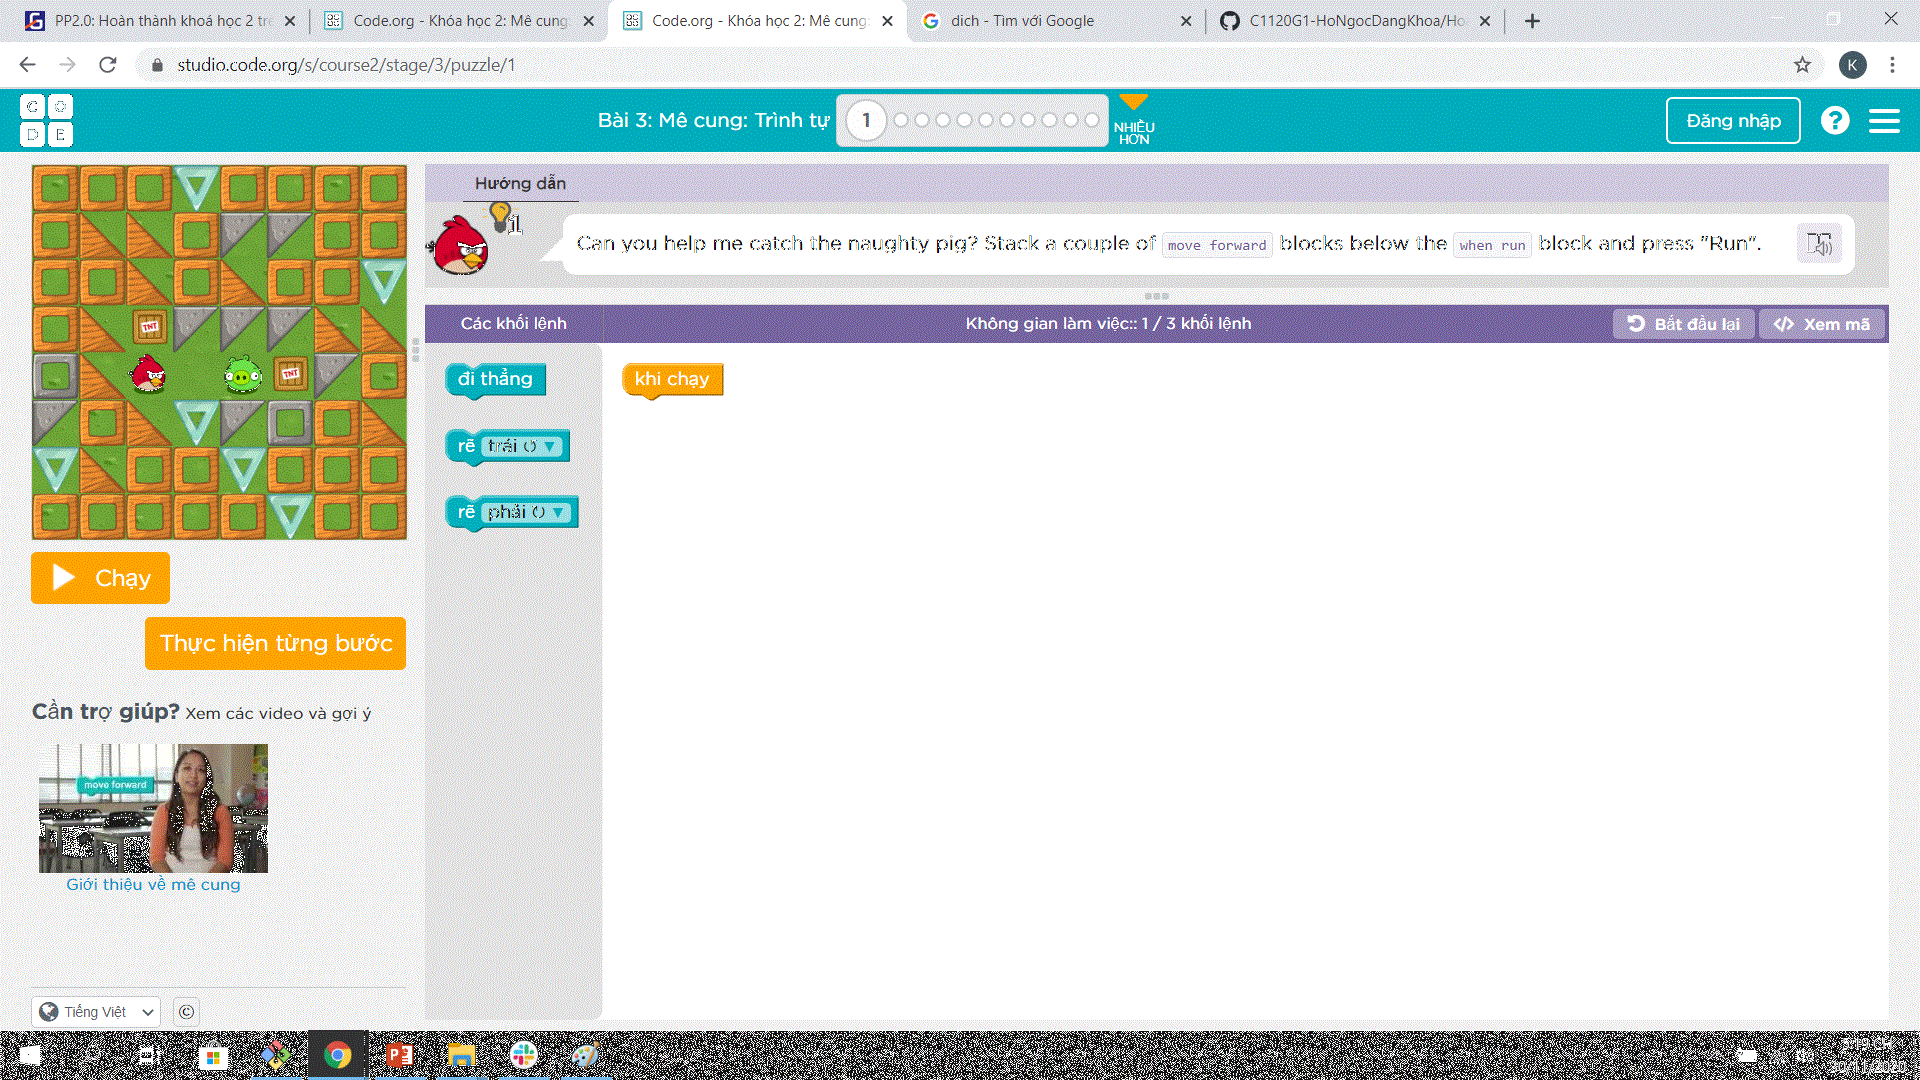 PP2.0: Hoàn thành khoá học 2 trê
Code.org - Khóa học 2: Mê cung:
Code.org - Khóa học 2: Mê cung:
dich - Tìm với Google
C1120G1-HoNgocDangKhoa/Ho
studio.code.org/s/course2/stage/3/puzzle/1
K
C O
D E
Bài 3: Mê cung: Trình tự
1
NHIỀU HƠN
Đăng nhập
?
Hướng dẫn
1
Can you help me catch the naughty pig? Stack a couple of move forward blocks below the when run block and press "Run".
TNT
TNT
Các khối lệnh
Không gian làm việc:: 1 / 3 khối lệnh
Bắt đầu lại
Xem mã
đi thẳng
khi chạy
rẽ trái ↺ ▼
rẽ phải ↻ ▼
Chạy
Thực hiện từng bước
Cần trợ giúp? Xem các video và gợi ý
move forward
Giới thiệu về mê cung
Tiếng Việt
©